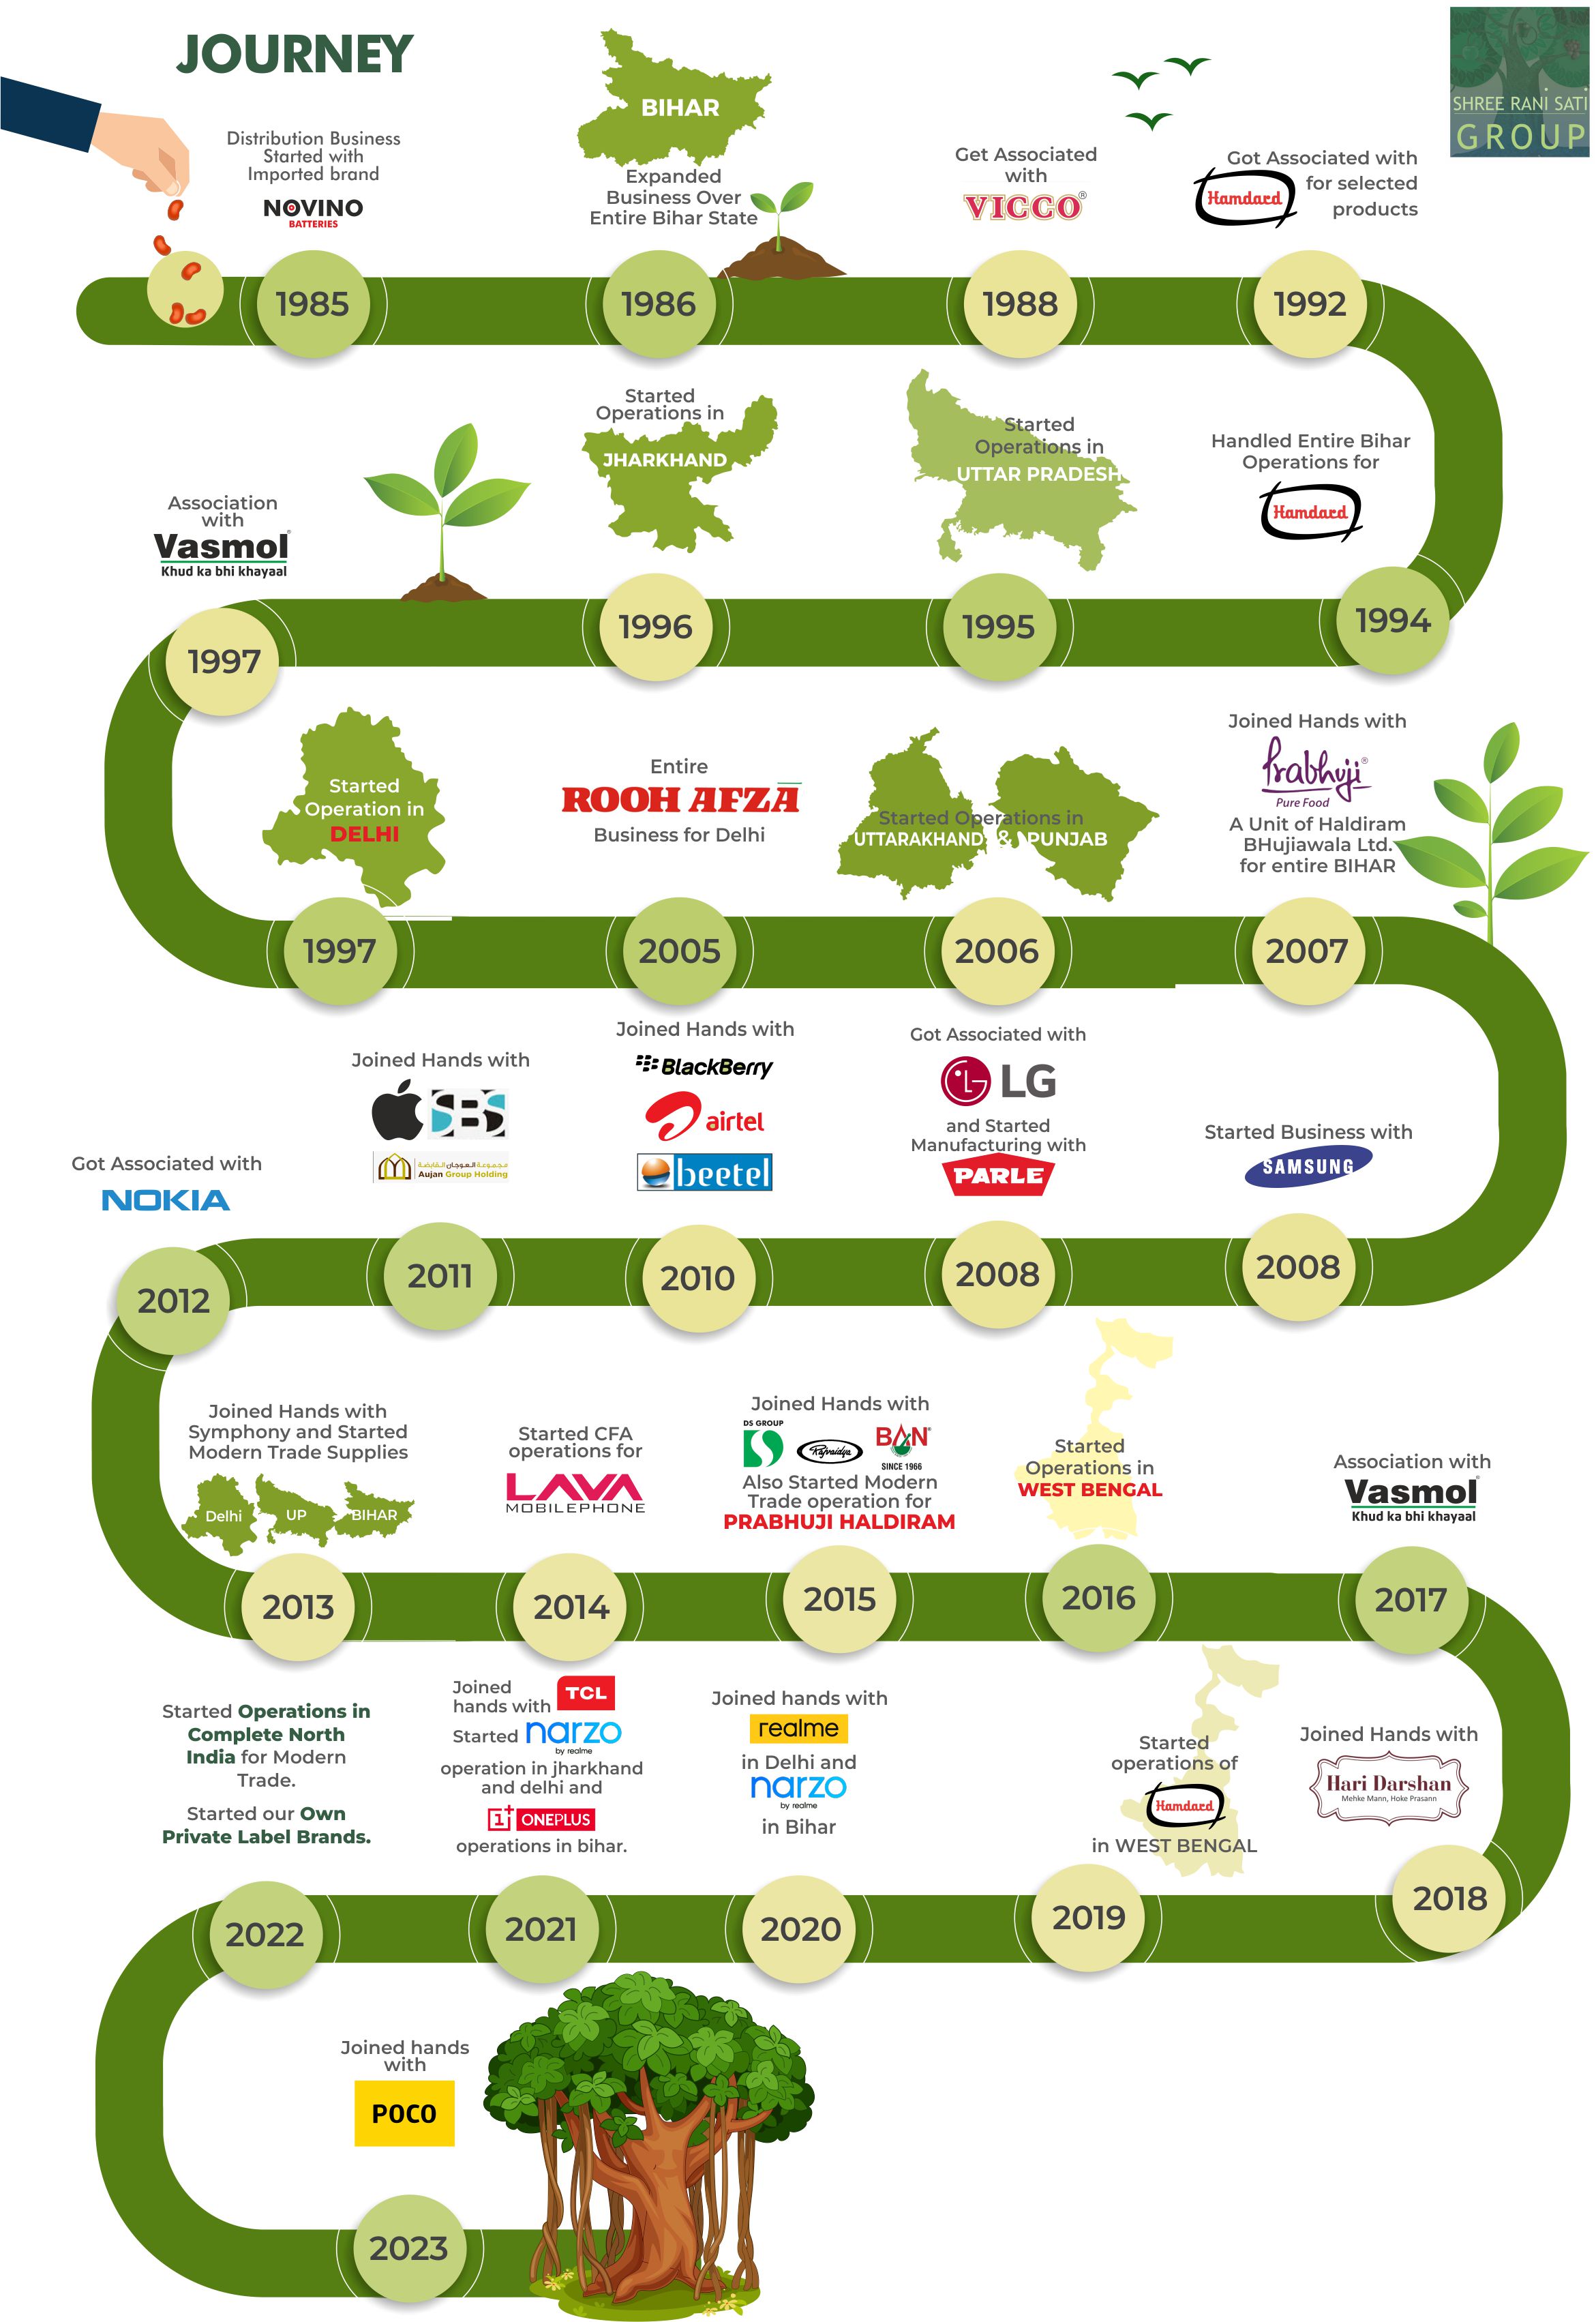 JOURNEY
SHREE RANI SATI
GROUP
Distribution Business
Started with
Imported brand
NOVINO
BATTERIES
BIHAR
Expanded
Business Over
Entire Bihar State
Get Associated
with
VICCO®
Got Associated with
Hamdard for selected
products
1985
1986
1988
1992
Handled Entire Bihar
Operations for
Hamdard
Started
Operations in
UTTAR PRADESH
Started
Operations in
JHARKHAND
Association
with
Vasmol
Khud ka bhi khayaal
1994
1995
1996
1997
Started
Operation in
DELHI
Entire
ROOH AFZA
Business for Delhi
Started Operations in
UTTARAKHAND & PUNJAB
Joined Hands with
Prabhuji®
Pure Food
A Unit of Haldiram
BHujiawala Ltd.
for entire BIHAR
1997
2005
2006
2007
Started Business with
SAMSUNG
Got Associated with
LG
and Started
Manufacturing with
PARLE
Joined Hands with
BlackBerry
airtel
beetel
Joined Hands with
SBS
مجموعة العوجان القابضة
Aujan Group Holding
Got Associated with
NOKIA
2008
2008
2010
2011
2012
Joined Hands with
Symphony and Started
Modern Trade Supplies
Delhi UP BIHAR
Started CFA
operations for
LAVA
MOBILEPHONE
Joined Hands with
DS GROUP
Rajvaidya
BAN®
SINCE 1966
Also Started Modern
Trade operation for
PRABHUJI HALDIRAM
Started
Operations in
WEST BENGAL
Association with
Vasmol
Khud ka bhi khayaal
2013
2014
2015
2016
2017
Joined Hands with
Hari Darshan
Mehke Mann, Hoke Prasann
Started
operations of
Hamdard
in WEST BENGAL
Joined hands with
realme
in Delhi and
narzo
by realme
in Bihar
Joined
hands with TCL
Started narzo
by realme
operation in jharkhand
and delhi and
1+ ONEPLUS
operations in bihar.
Started Operations in
Complete North
India for Modern
Trade.
Started our Own
Private Label Brands.
2018
2019
2020
2021
2022
Joined hands
with
POCO
2023